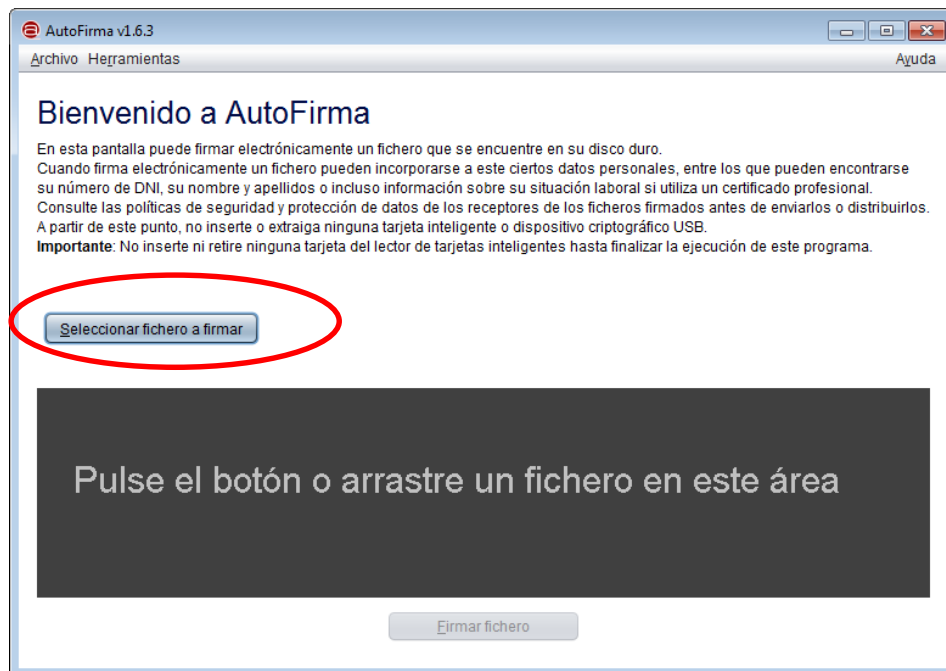 AutoFirma v1.6.3
Archivo Herramientas Ayuda
Bienvenido a AutoFirma
En esta pantalla puede firmar electrónicamente un fichero que se encuentre en su disco duro.
Cuando firma electrónicamente un fichero pueden incorporarse a este ciertos datos personales, entre los que pueden encontrarse
su número de DNI, su nombre y apellidos o incluso información sobre su situación laboral si utiliza un certificado profesional.
Consulte las políticas de seguridad y protección de datos de los receptores de los ficheros firmados antes de enviarlos o distribuirlos.
A partir de este punto, no inserte o extraiga ninguna tarjeta inteligente o dispositivo criptográfico USB.
Importante: No inserte ni retire ninguna tarjeta del lector de tarjetas inteligentes hasta finalizar la ejecución de este programa.
Seleccionar fichero a firmar
Pulse el botón o arrastre un fichero en este área
Firmar fichero